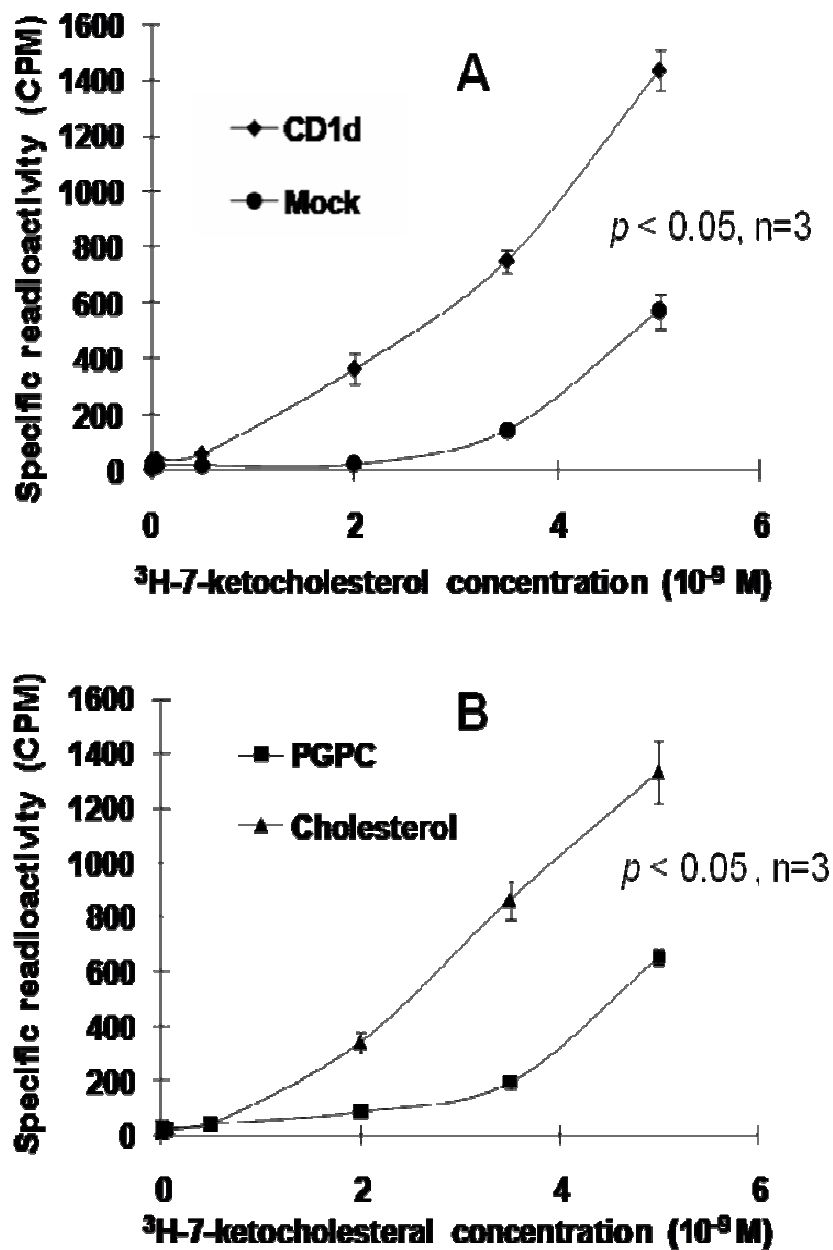 1600
1400
1200
1000
800
600
400
200
0
Specific readioactivity (CPM)
A
CD1d
Mock
p < 0.05, n=3
0 2 4 6
³H-7-ketocholesterol concentration (10⁻⁹ M)
1600
1400
1200
1000
800
600
400
200
0
Specific readioactivity (CPM)
B
PGPC
Cholesterol
p < 0.05 , n=3
0 2 4 6
³H-7-ketocholesteral concentration (10⁻⁹ M)